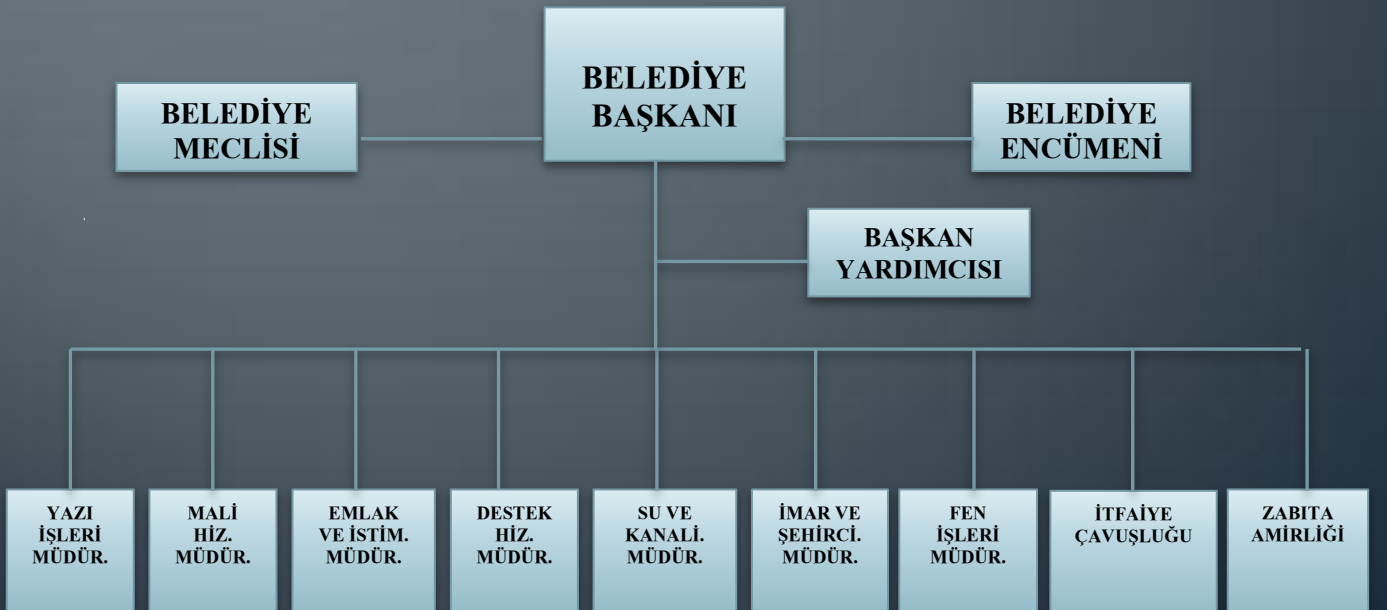 BELEDİYE
BAŞKANI
BELEDİYE
MECLİSİ
BELEDİYE
ENCÜMENİ
BAŞKAN
YARDIMCISI
YAZI
İŞLERİ
MÜDÜR.
MALİ
HİZ.
MÜDÜR.
EMLAK
VE İSTİM.
MÜDÜR.
DESTEK
HİZ.
MÜDÜR.
SU VE
KANALİ.
MÜDÜR.
İMAR VE
ŞEHİRCİ.
MÜDÜR.
FEN
İŞLERİ
MÜDÜR.
İTFAİYE
ÇAVUŞLUĞU
ZABITA
AMİRLİĞİ